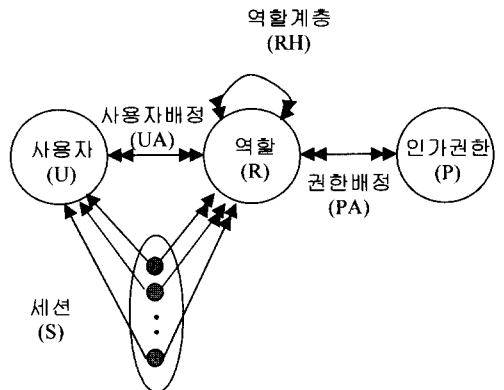 역할계층
(RH)
사용자배정
(UA)
사용자
(U)
역할
(R)
인가권한
(P)
권한배정
(PA)
세션
(S)